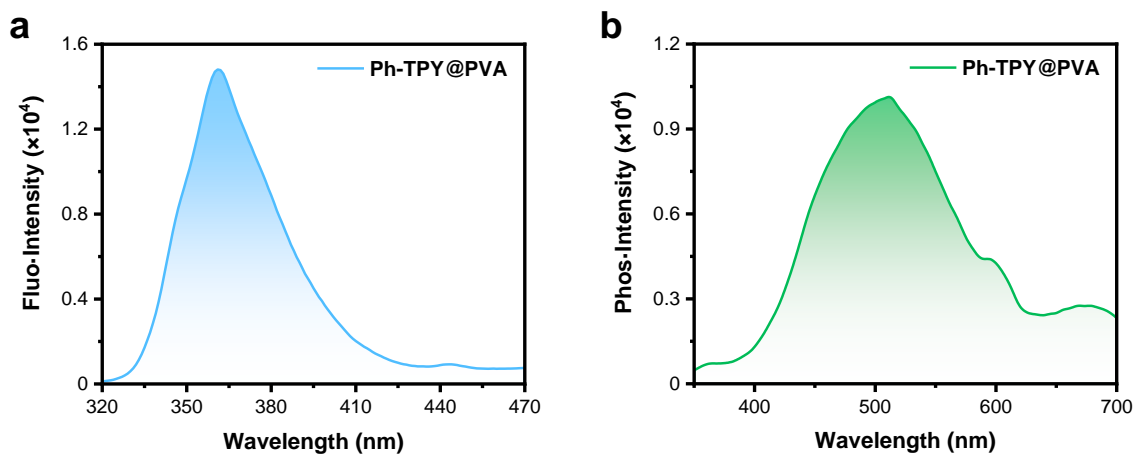 a
Fluo·Intensity (×10⁴)
1.6
1.2
0.8
0.4
0
Ph-TPY@PVA
320 350 380 410 440 470
Wavelength (nm)
b
Phos·Intensity (×10⁴)
1.2
0.9
0.6
0.3
0
Ph-TPY@PVA
400 500 600 700
Wavelength (nm)